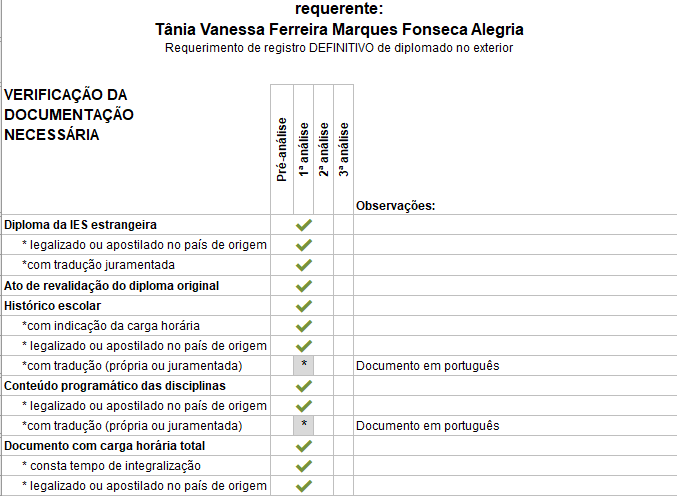 requerente:
Tânia Vanessa Ferreira Marques Fonseca Alegria
Requerimento de registro DEFINITIVO de diplomado no exterior
VERIFICAÇÃO DA
DOCUMENTAÇÃO
NECESSÁRIA
Pré-análise
1ª análise
2ª análise
3ª análise
Observações:
Diploma da IES estrangeira
* legalizado ou apostilado no país de origem
*com tradução juramentada
Ato de revalidação do diploma original
Histórico escolar
*com indicação da carga horária
* legalizado ou apostilado no país de origem
*com tradução (própria ou juramentada) * Documento em português
Conteúdo programático das disciplinas
* legalizado ou apostilado no país de origem
*com tradução (própria ou juramentada) * Documento em português
Documento com carga horária total
* consta tempo de integralização
* legalizado ou apostilado no país de origem